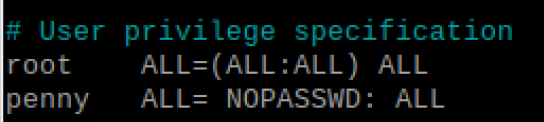 # User privilege specification
root    ALL=(ALL:ALL) ALL
penny   ALL= NOPASSWD: ALL